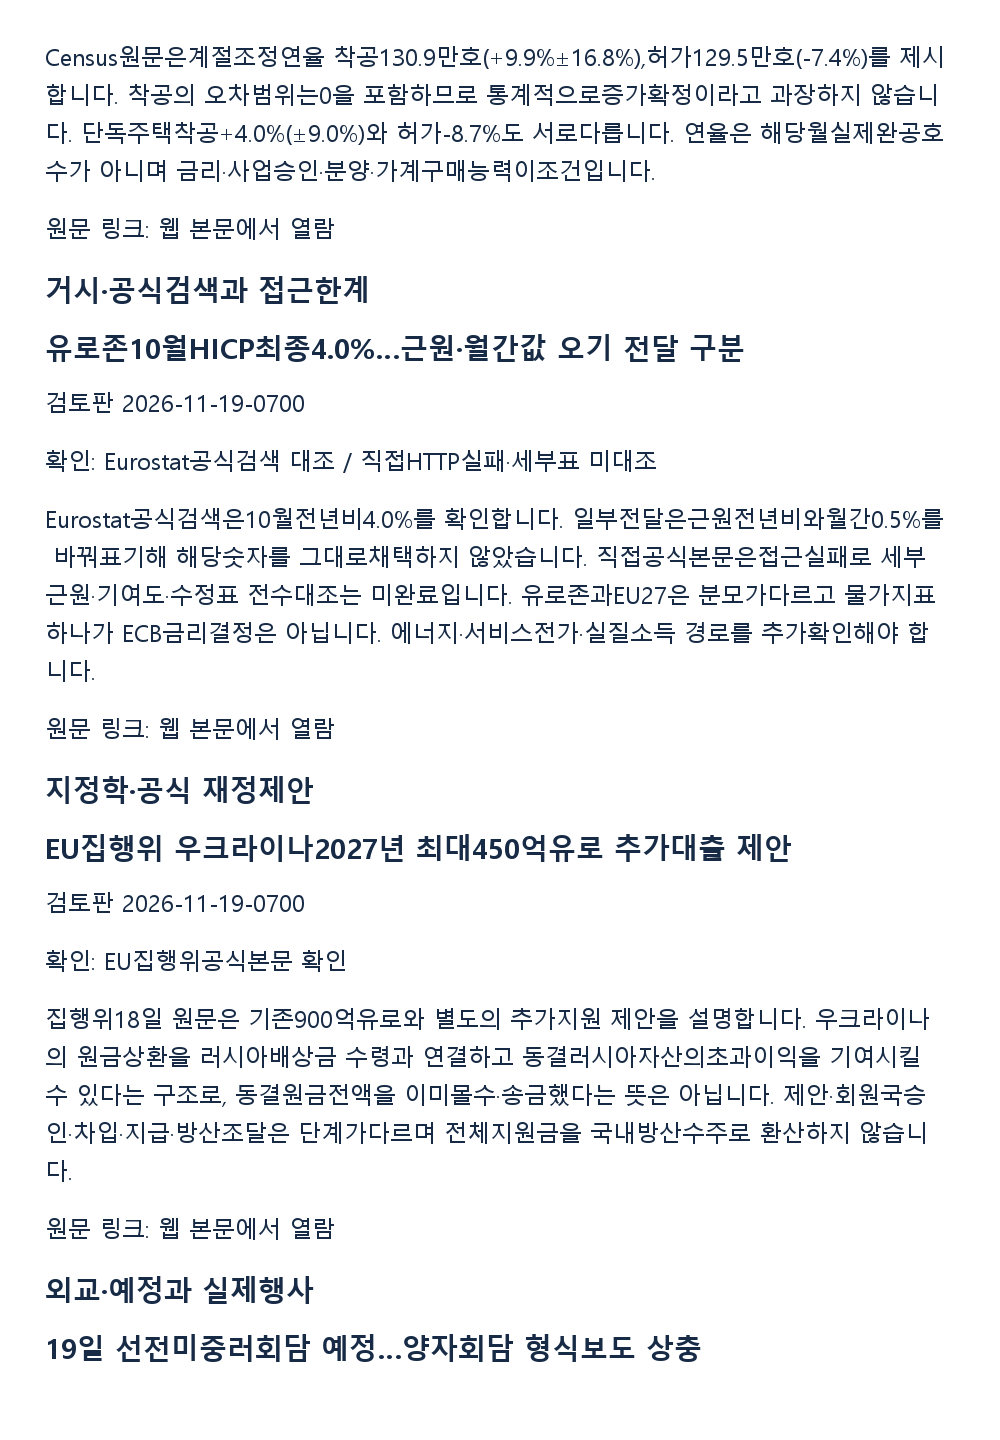 Census원문은계절조정연율 착공130.9만호(+9.9%±16.8%),허가129.5만호(-7.4%)를 제시
합니다. 착공의 오차범위는0을 포함하므로 통계적으로증가확정이라고 과장하지 않습니
다. 단독주택착공+4.0%(±9.0%)와 허가-8.7%도 서로다릅니다. 연율은 해당월실제완공호
수가 아니며 금리·사업승인·분양·가계구매능력이조건입니다.
원문 링크: 웹 본문에서 열람
거시·공식검색과 접근한계
유로존10월HICP최종4.0%…근원·월간값 오기 전달 구분
검토판 2026-11-19-0700
확인: Eurostat공식검색 대조 / 직접HTTP실패·세부표 미대조
Eurostat공식검색은10월전년비4.0%를 확인합니다. 일부전달은근원전년비와월간0.5%를
바꿔표기해 해당숫자를 그대로채택하지 않았습니다. 직접공식본문은접근실패로 세부
근원·기여도·수정표 전수대조는 미완료입니다. 유로존과EU27은 분모가다르고 물가지표
하나가 ECB금리결정은 아닙니다. 에너지·서비스전가·실질소득 경로를 추가확인해야 합
니다.
원문 링크: 웹 본문에서 열람
지정학·공식 재정제안
EU집행위 우크라이나2027년 최대450억유로 추가대출 제안
검토판 2026-11-19-0700
확인: EU집행위공식본문 확인
집행위18일 원문은 기존900억유로와 별도의 추가지원 제안을 설명합니다. 우크라이나
의 원금상환을 러시아배상금 수령과 연결하고 동결러시아자산의초과이익을 기여시킬
수 있다는 구조로, 동결원금전액을 이미몰수·송금했다는 뜻은 아닙니다. 제안·회원국승
인·차입·지급·방산조달은 단계가다르며 전체지원금을 국내방산수주로 환산하지 않습니
다.
원문 링크: 웹 본문에서 열람
외교·예정과 실제행사
19일 선전미중러회담 예정…양자회담 형식보도 상충